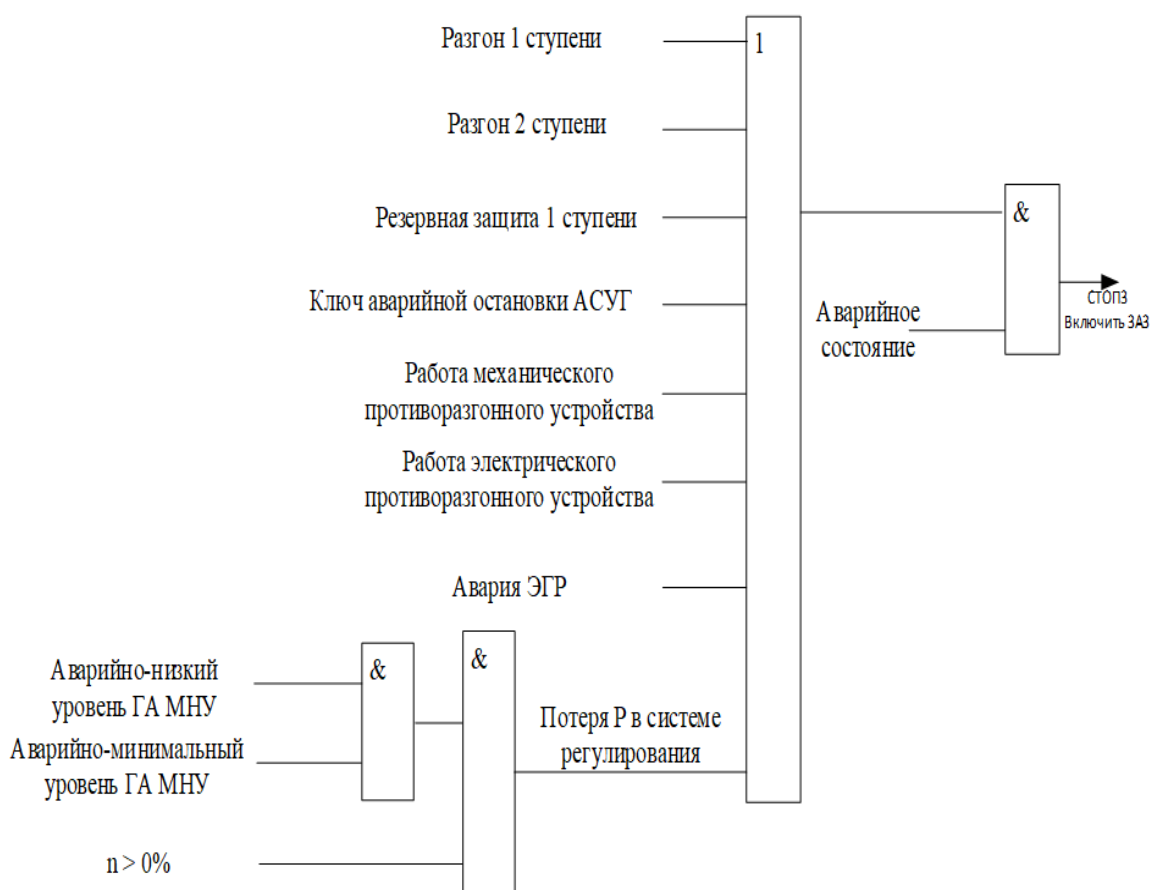 Разгон 1 ступени
1
Разгон 2 ступени
Резервная защита 1 ступени
&
Ключ аварийной остановки АСУГ
Аварийное
состояние
СТОПЗ
Включить ЗАЗ
Работа механического
противоразгонного устройства
Работа электрического
противоразгонного устройства
Авария ЭГР
Аварийно-низкий
уровень ГА МНУ
&
&
Потеря Р в системе
регулирования
Аварийно-минимальный
уровень ГА МНУ
n > 0%